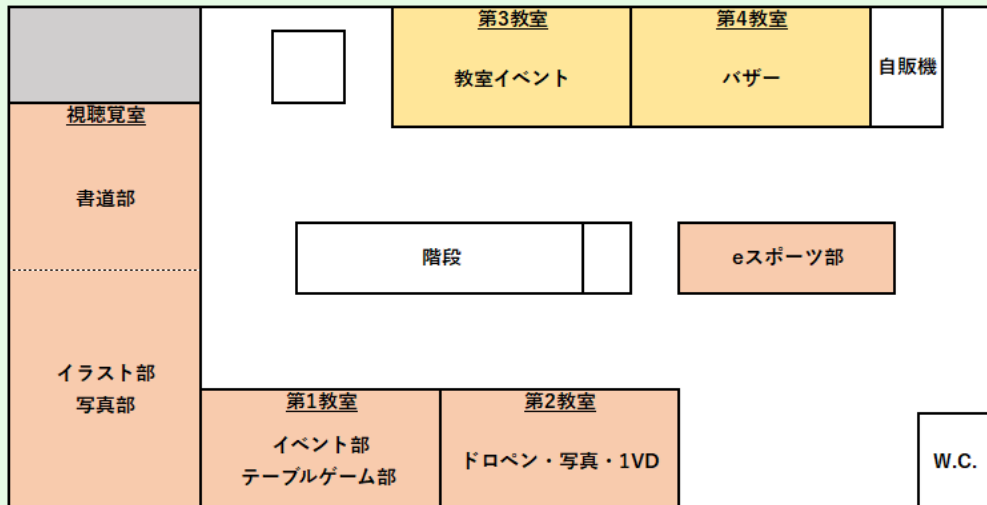 第3教室
教室イベント
第4教室
バザー
自販機
視聴覚室
書道部
階段
eスポーツ部
イラスト部
写真部
第1教室
イベント部
テーブルゲーム部
第2教室
ドロペン・写真・1VD
W.C.